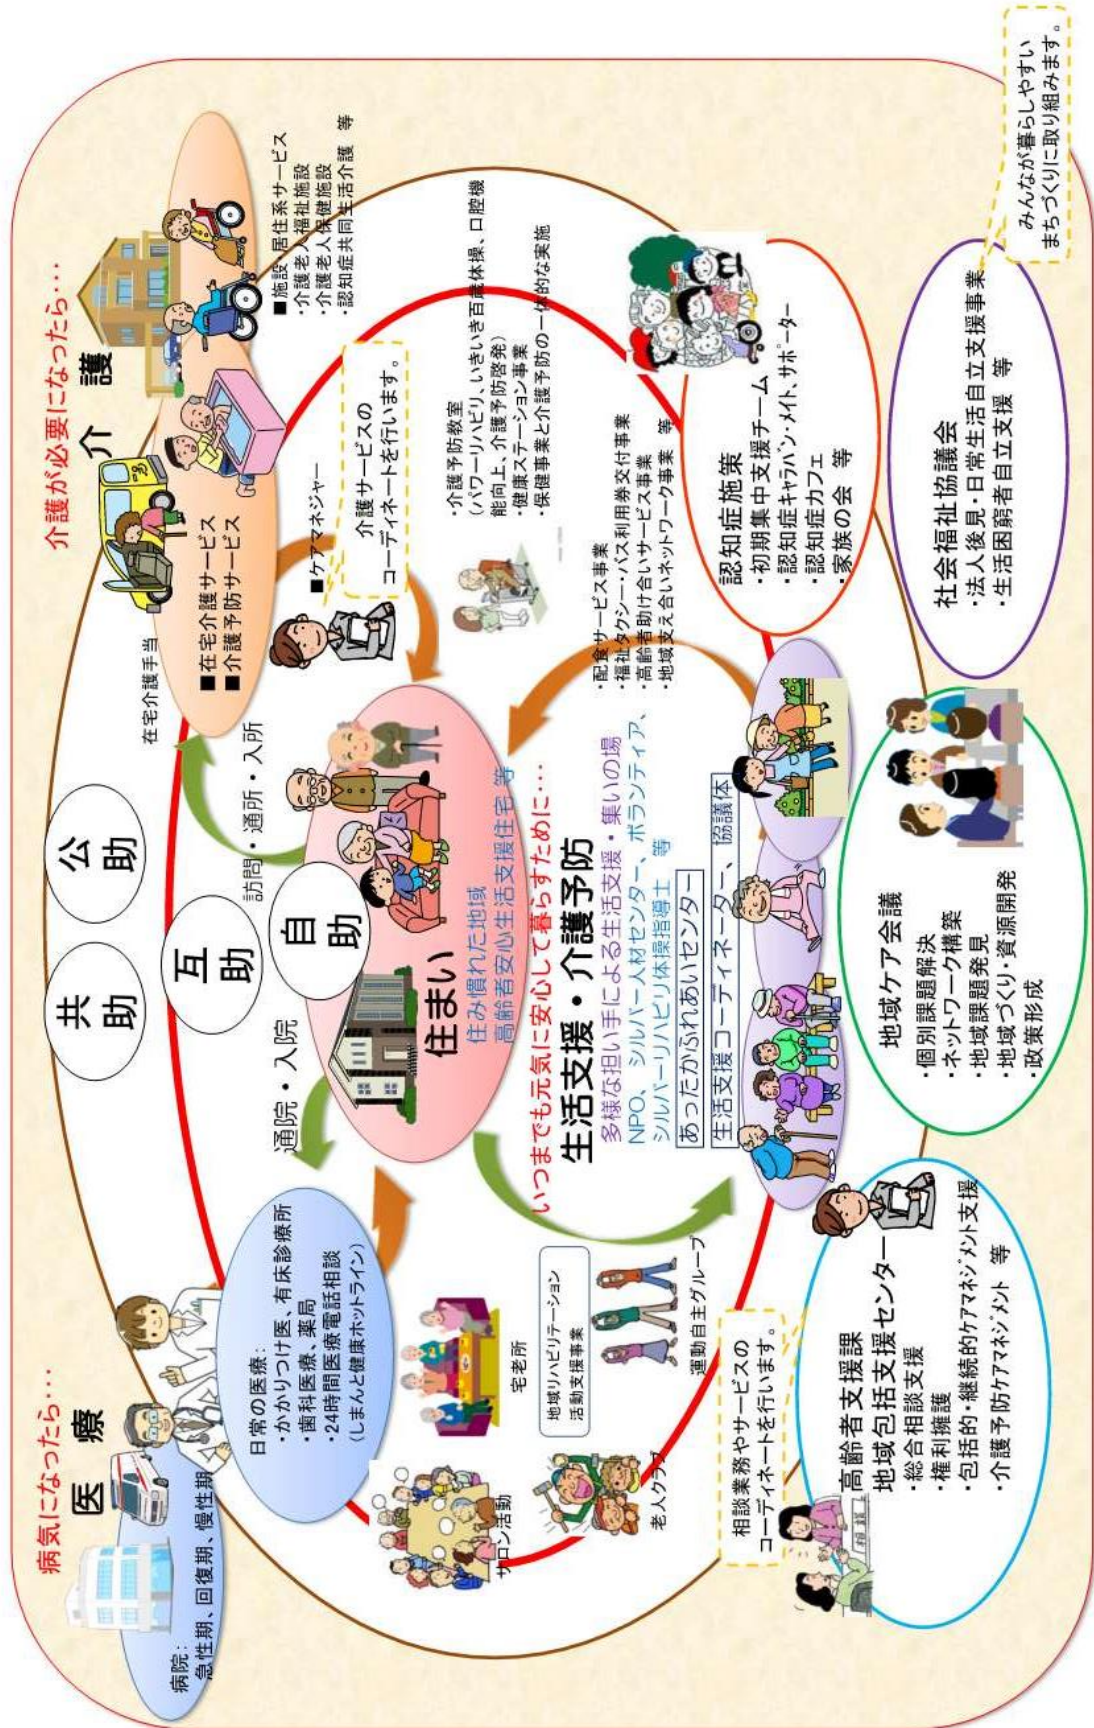 病気になったら・・・
医療
病院：
急性期、回復期、慢性期
日常の医療：
・かかりつけ医、有床診療所
・歯科医療、薬局
・24時間医療電話相談
（しまんと健康ホットライン）
共助
公助
互助
自助
通院・入院
訪問・通所・入所
在宅介護手当
介護が必要になったら・・・
介護
■在宅介護サービス
■介護予防サービス
■施設・居住系サービス
・介護老人福祉施設
・介護老人保健施設
・認知症共同生活介護 等
■ケアマネジャー
介護サービスの
コーディネートを行います。
住まい
住み慣れた地域
高齢者安心生活支援住宅 等
・介護予防教室
（パワーリハビリ、いきいき百歳体操、口腔機
能向上、介護予防啓発）
・健康ステーション事業
・保健事業と介護予防の一体的な実施
サロン活動
宅老所
老人クラブ
地域リハビリテーション
活動支援事業
運動自主グループ
いつまでも元気に安心して暮らすために・・・
生活支援・介護予防
多様な担い手による生活支援・集いの場
NPO、シルバー人材センター、ボランティア、
シルバーリハビリ体操指導士 等
あったかふれあいセンター
生活支援コーディネーター、協議体
・配食サービス事業
・福祉タクシー・バス利用券交付事業
・高齢者助け合いサービス事業
・地域支え合いネットワーク事業 等
認知症施策
・初期集中支援チーム
・認知症キャラバン・メイト、サポーター
・認知症カフェ
・家族の会 等
相談業務やサービスの
コーディネートを行います。
相談
高齢者支援課
地域包括支援センター
・総合相談支援
・権利擁護
・包括的・継続的ケアマネジメント支援
・介護予防ケアマネジメント 等
地域ケア会議
・個別課題解決
・ネットワーク構築
・地域課題発見
・地域づくり・資源開発
・政策形成
社会福祉協議会
・法人後見・日常生活自立支援事業
・生活困窮者自立支援 等
みんなが暮らしやすい
まちづくりに取り組みます。